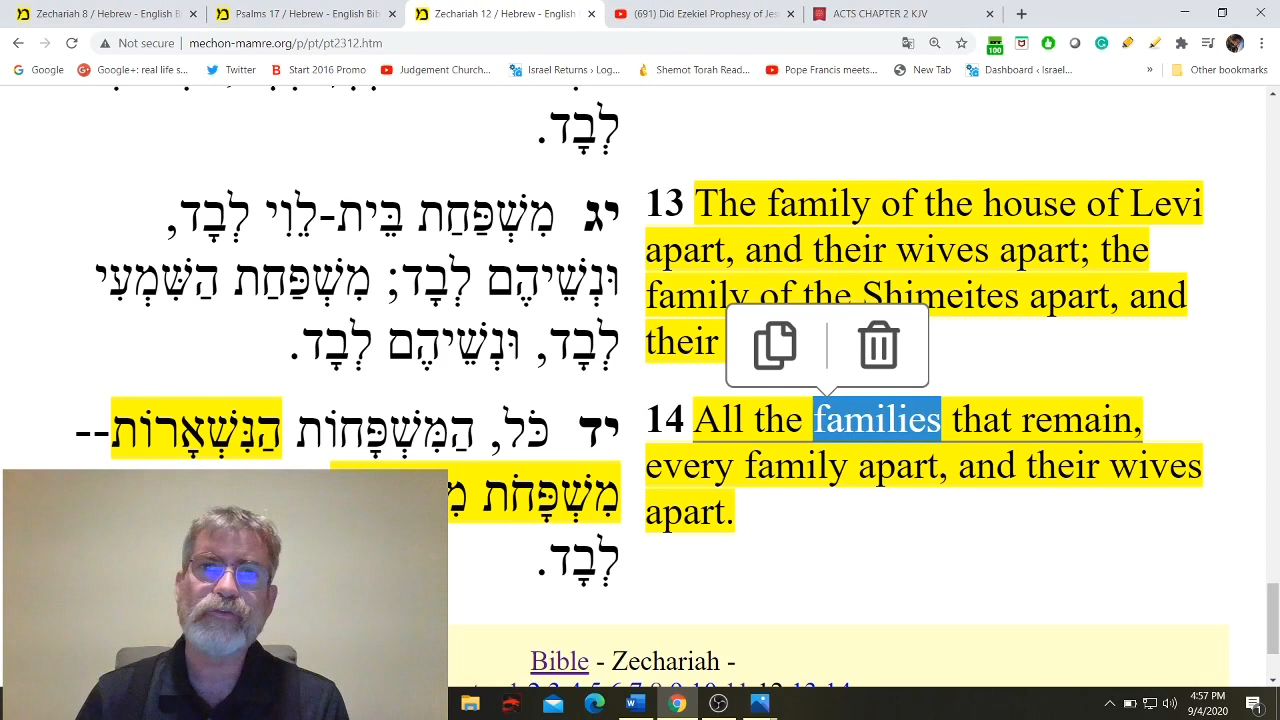 Zechariah 8 / Hebrew - English B
Psalms 17 / Hebrew - English Bib
Zechariah 12 / Hebrew - English
(691) Did Ezekiel Prophesy of Jes
ACTS CHAPTER 2 KJV
Not secure | mechon-mamre.org/p/pt/pt2312.htm
100
Google
Google+: real life s...
Twitter
Start 2016 Promo
Judgement Church...
Israel Returns › Log...
Shemot Torah Read...
Pope Francis meets...
New Tab
Dashboard ‹ Israel...
Other bookmarks
לְבָד.
יג מִשְׁפַּחַת בֵּית-לֵוִי לְבָד,
וּנְשֵׁיהֶם לְבָד; מִשְׁפַּחַת הַשִּׁמְעִי
לְבָד, וּנְשֵׁיהֶם לְבָד.
13 The family of the house of Levi
apart, and their wives apart; the
family of the Shimeites apart, and
their
יד כֹּל, הַמִּשְׁפָּחוֹת הַנִּשְׁאָרוֹת--
מִשְׁפָּחֹת
לְבָד.
14 All the families that remain,
every family apart, and their wives
apart.
Bible - Zechariah -
4:57 PM
9/4/2020